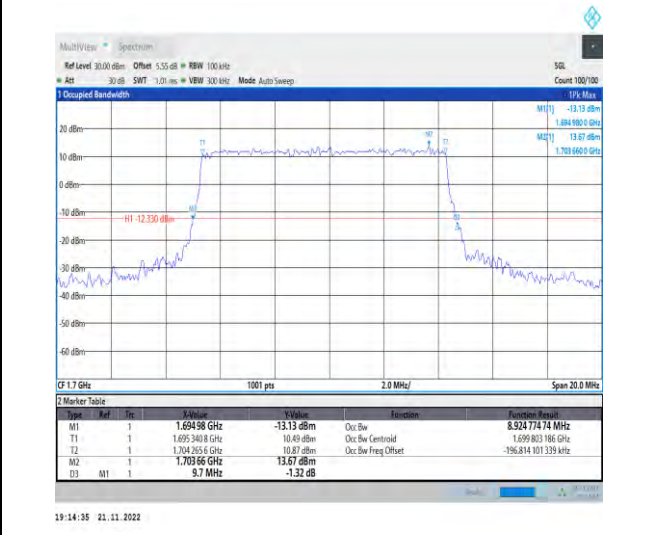 MultiView Spectrum
Ref Level 30.00 dBm Offset 5.55 dB RBW 100 kHz SGL
Att 30 dB SWT 1.01 ms VBW 300 kHz Mode Auto Sweep Count 100/100
1 Occupied Bandwidth 1Pk Max
M1[1] -13.13 dBm
1.694 980 0 GHz
M2[1] 13.67 dBm
1.703 660 0 GHz
20 dBm
M2
T1 T2
10 dBm
0 dBm
-10 dBm
H1 -12.330 dBm
-20 dBm
-30 dBm
-40 dBm
-50 dBm
-60 dBm
CF 1.7 GHz 1001 pts 2.0 MHz/ Span 20.0 MHz
2 Marker Table
Type Ref Trc X-Value Y-Value Function Function Result
M1 1 1.694 98 GHz -13.13 dBm Occ Bw 8.924 774 74 MHz
T1 1 1.695 340 8 GHz 10.49 dBm Occ Bw Centroid 1.699 803 186 GHz
T2 1 1.704 265 6 GHz 10.87 dBm Occ Bw Freq Offset -196.814 101 339 kHz
M2 1 1.703 66 GHz 13.67 dBm
D3 M1 1 9.7 MHz -1.32 dB
19:14:35 21.11.2022